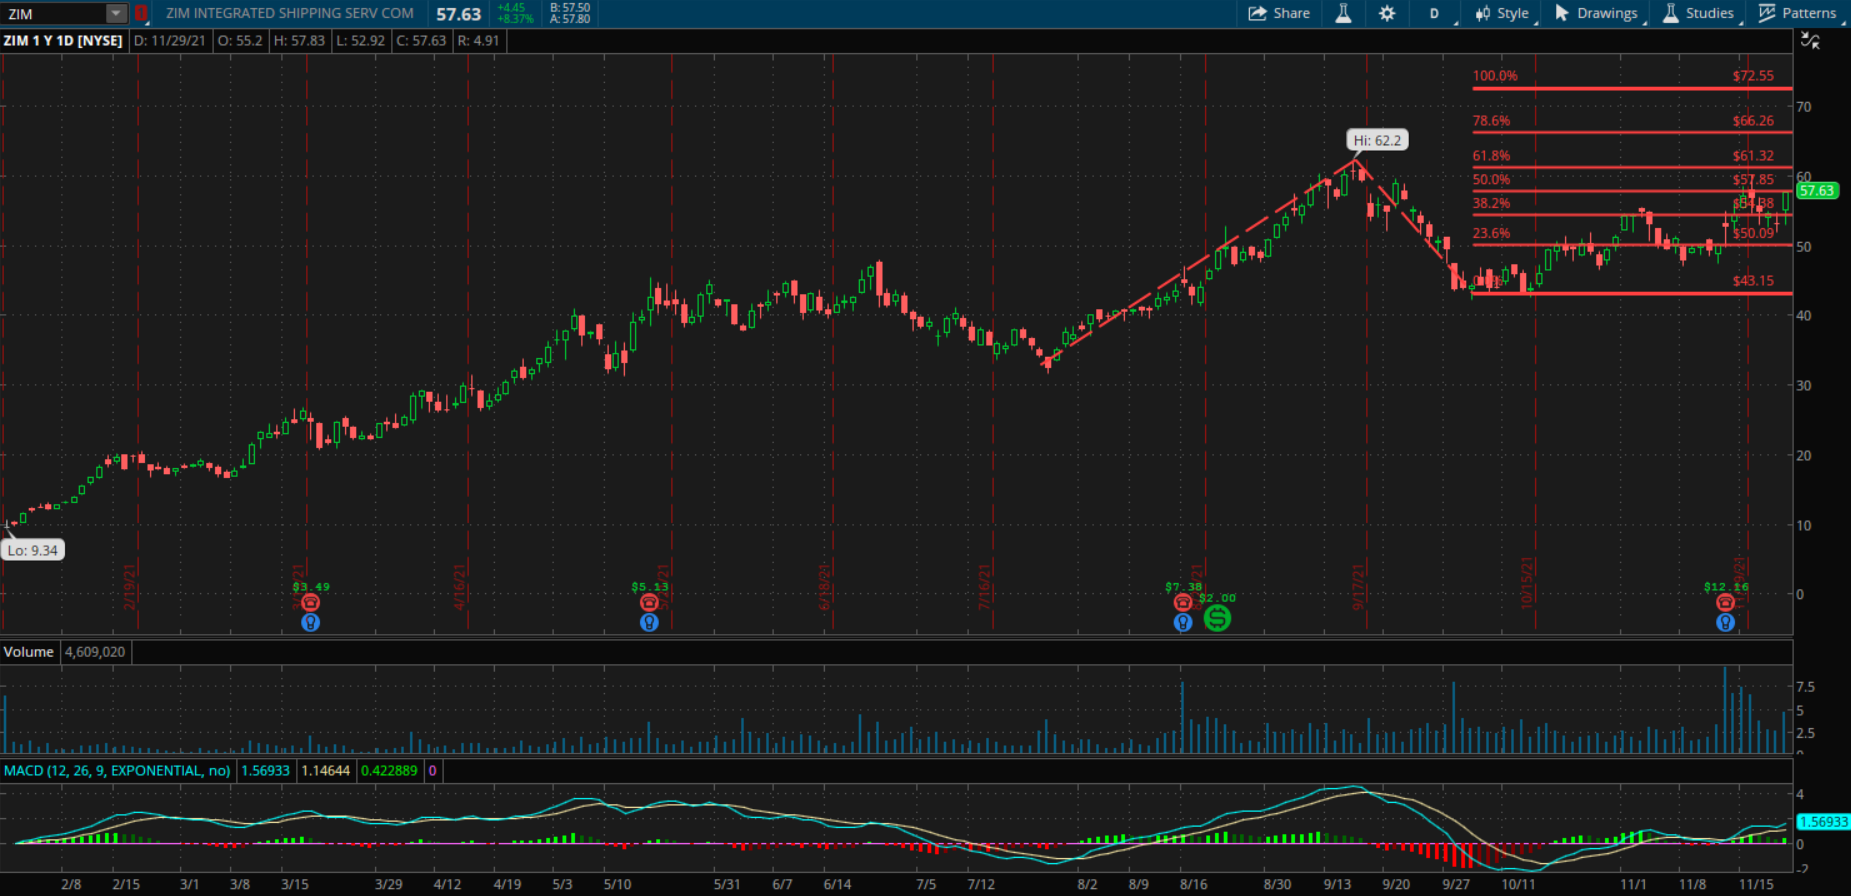 ZIM ZIM INTEGRATED SHIPPING SERV COM 57.63 +4.45 B: 57.50 Share D Style Drawings Studies Patterns
+8.37% A: 57.80
ZIM 1 Y 1D [NYSE] D: 11/29/21 O: 55.2 H: 57.83 L: 52.92 C: 57.63 R: 4.91
100.0% $72.55
70
78.6% $66.26
Hi: 62.2
61.8% $61.32
60
50.0% $57.85
57.63
38.2% $54.38
23.6% $50.09
50
$43.15
40
30
20
10
Lo: 9.34
2/19/21 4/16/21 6/18/21 7/16/21 9/17/21 10/15/21
$3.49 $5.13 $7.38 $12.16
$2.00
0
Volume 4,609,020
7.5
5
2.5
MACD (12, 26, 9, EXPONENTIAL, no) 1.56933 1.14644 0.422889 0
4
1.56933
0
-2
2/8 2/15 3/1 3/8 3/15 3/29 4/12 4/19 5/3 5/10 5/31 6/7 6/14 7/5 7/12 8/2 8/9 8/16 8/30 9/13 9/20 9/27 10/11 11/1 11/8 11/15